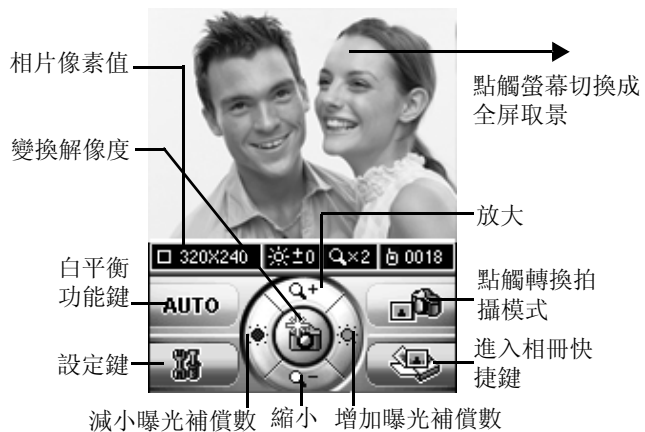 相片像素值
點觸螢幕切換成
全屏取景
變換解像度
放大
320X240
±0
×2
0018
白平衡
功能鍵
AUTO
+
點觸轉換拍
攝模式
設定鍵
進入相冊快
捷鍵
−
減小曝光補償數
縮小
增加曝光補償數